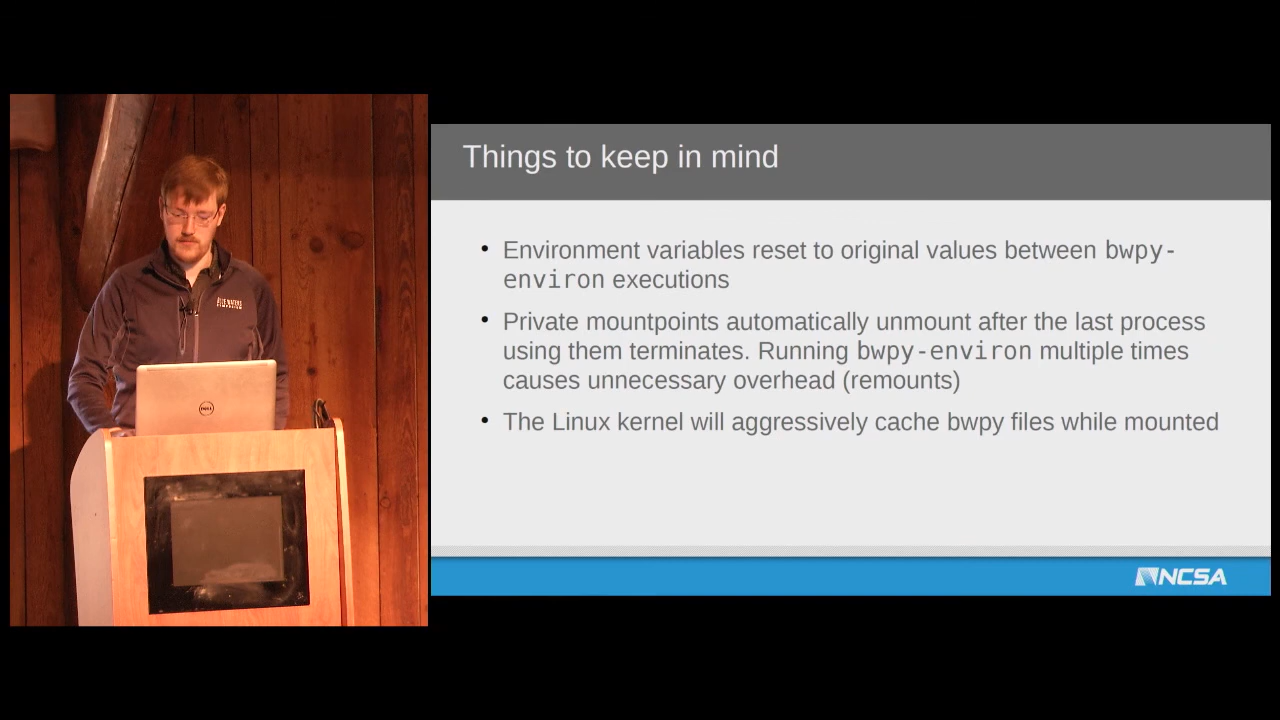 Things to keep in mind
• Environment variables reset to original values between bwpy-
environ executions
• Private mountpoints automatically unmount after the last process
using them terminates. Running bwpy-environ multiple times
causes unnecessary overhead (remounts)
• The Linux kernel will aggressively cache bwpy files while mounted
NCSA
DELL